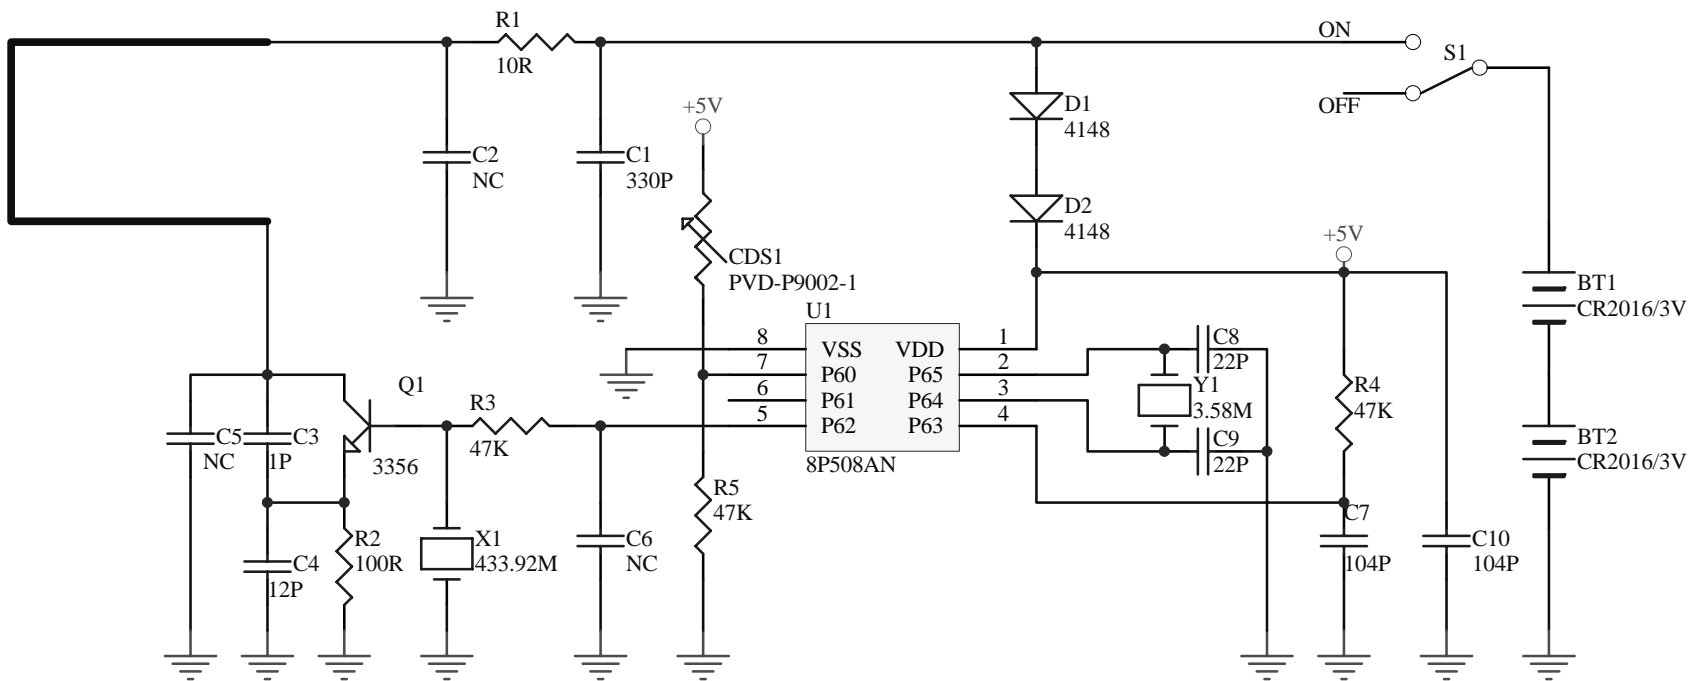 R1
10R
ON
S1
OFF
+5V
D1
4148
C2
NC
C1
330P
D2
4148
+5V
CDS1
PVD-P9002-1
BT1
CR2016/3V
U1
8
VSS
VDD
1
C8
22P
7
P60
P65
2
6
P61
P64
3
Y1
3.58M
5
P62
P63
4
C9
22P
8P508AN
R4
47K
Q1
3356
R3
47K
C5
NC
C3
1P
BT2
CR2016/3V
R5
47K
C7
104P
C10
104P
R2
100R
X1
433.92M
C6
NC
C4
12P